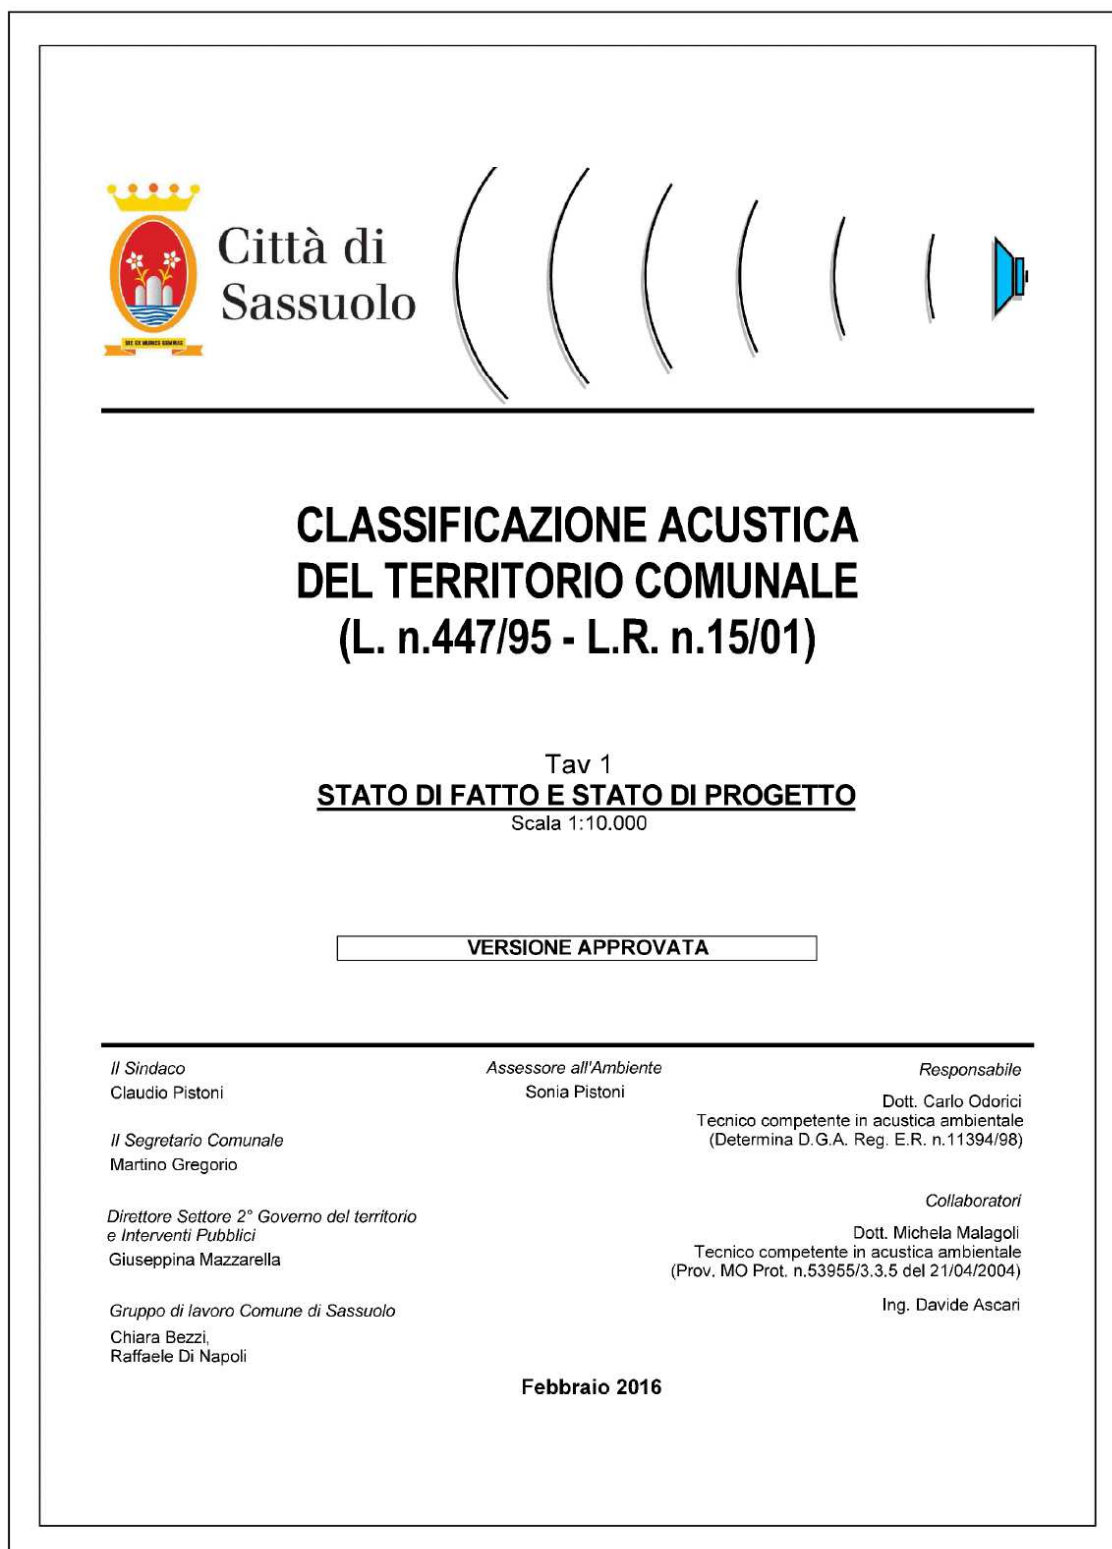 Città di
Sassuolo
CLASSIFICAZIONE ACUSTICA
DEL TERRITORIO COMUNALE
(L. n.447/95 - L.R. n.15/01)
Tav 1
STATO DI FATTO E STATO DI PROGETTO
Scala 1:10.000
VERSIONE APPROVATA
Il Sindaco
Claudio Pistoni
Il Segretario Comunale
Martino Gregorio
Direttore Settore 2° Governo del territorio
e Interventi Pubblici
Giuseppina Mazzarella
Gruppo di lavoro Comune di Sassuolo
Chiara Bezzi,
Raffaele Di Napoli
Assessore all'Ambiente
Sonia Pistoni
Responsabile
Dott. Carlo Odorici
Tecnico competente in acustica ambientale
(Determina D.G.A. Reg. E.R. n.11394/98)
Collaboratori
Dott. Michela Malagoli
Tecnico competente in acustica ambientale
(Prov. MO Prot. n.53955/3.3.5 del 21/04/2004)
Ing. Davide Ascari
Febbraio 2016